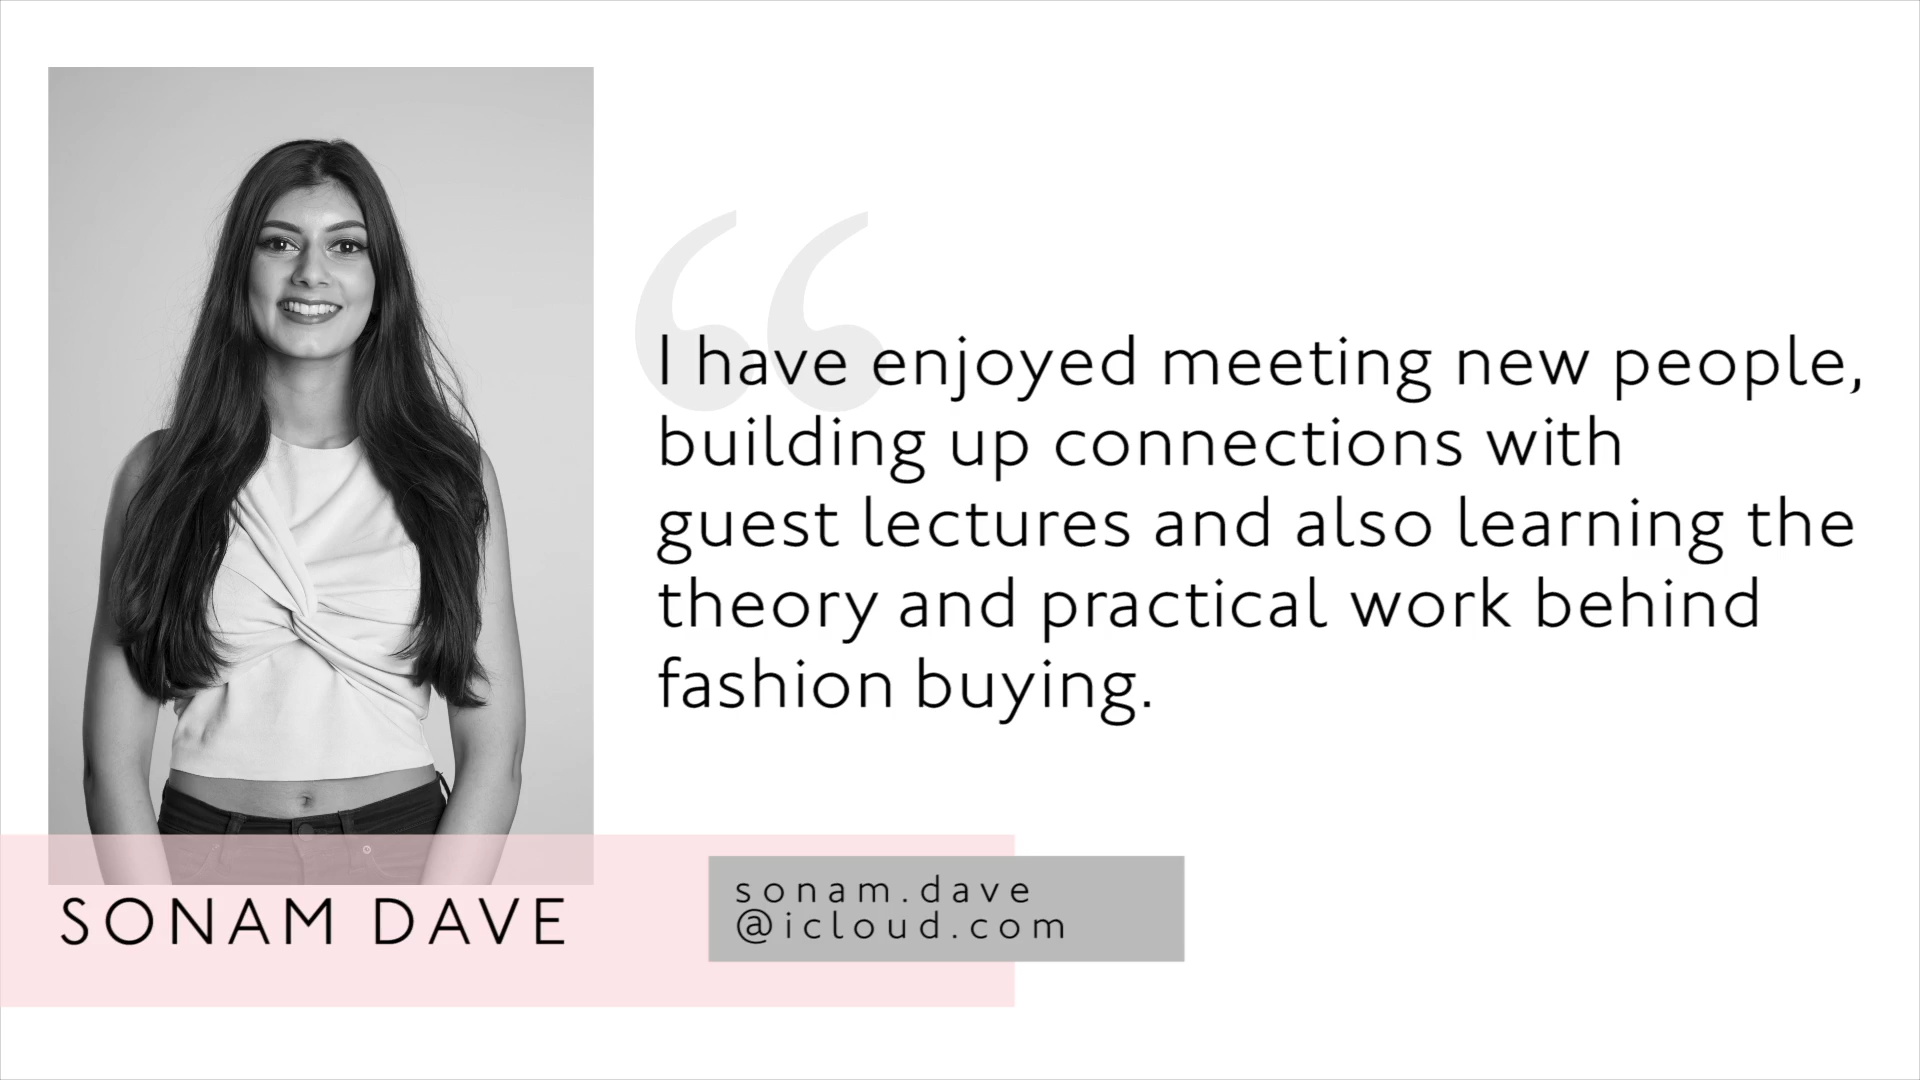 “
I have enjoyed meeting new people,
building up connections with
guest lectures and also learning the
theory and practical work behind
fashion buying.
SONAM DAVE
sonam.dave
@icloud.com